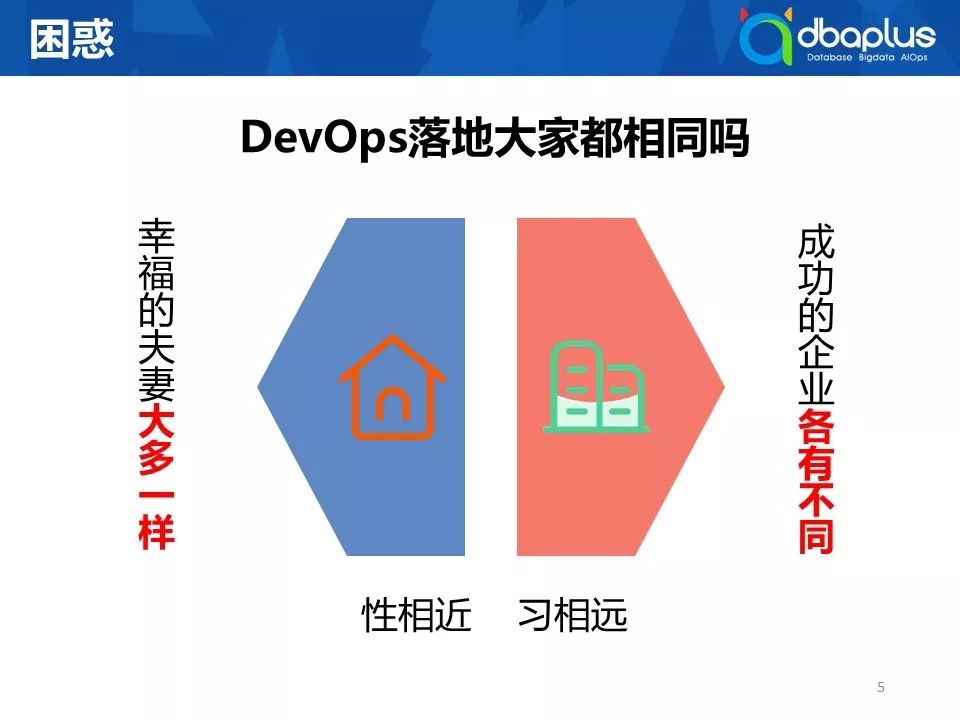 困惑
dbaplus
Database Bigdata AIOps
DevOps落地大家都相同吗
幸福的夫妻大多一样
成功的企业各有不同
性相近 习相远
5